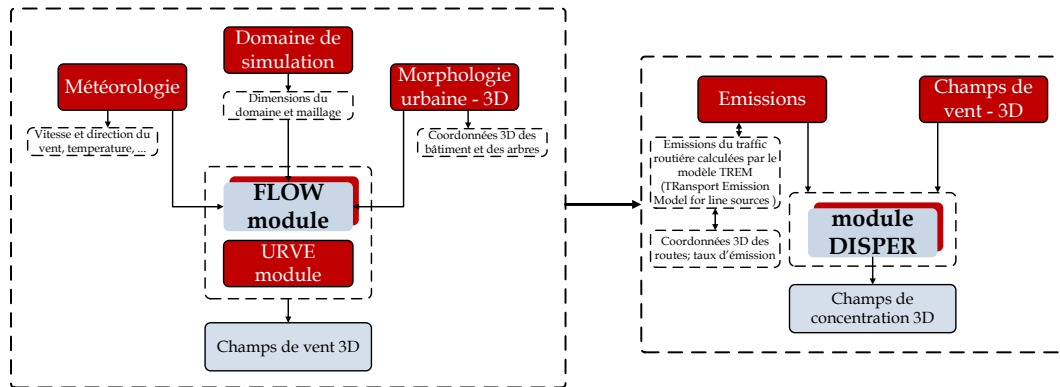 Domaine de
simulation
Météorologie
Morphologie
urbaine - 3D
Dimensions du
domaine et maillage
Vitesse et direction du
vent, temperature, ...
Coordonnées 3D des
bâtiment et des arbres
FLOW
module
URVE
module
Champs de vent 3D
Emissions
Champs
de vent - 3D
Emissions du traffic
routiére calculées par le
modèle TREM
(TRansport Emission
Model for line sources )
Coordonnées 3D des
routes; taux d'émission
module
DISPER
Champs de
concentration 3D